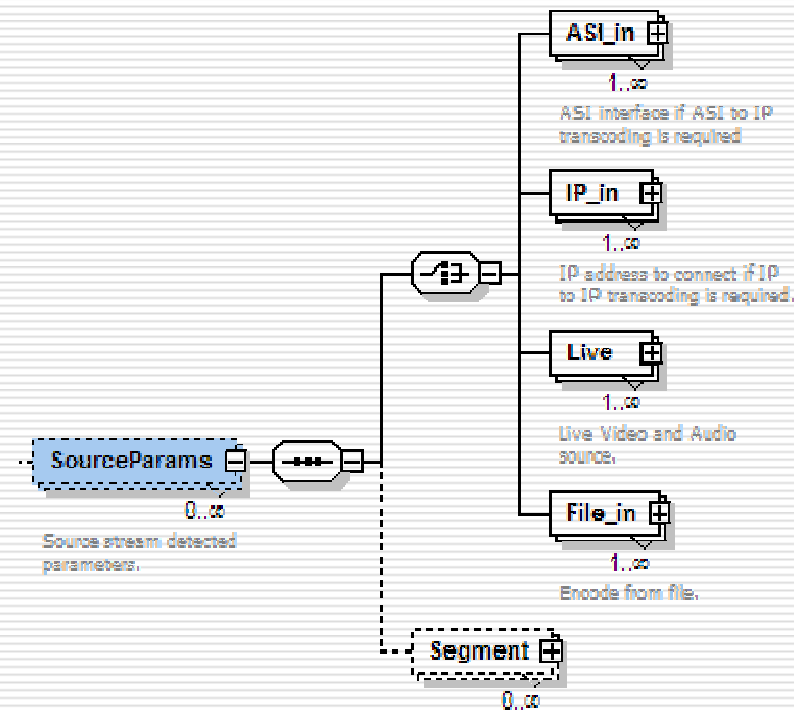 ASI_in
1..∞
ASI interface if ASI to IP
transcoding is required
IP_in
1..∞
IP address to connect if IP
to IP transcoding is required.
Live
1..∞
Live Video and Audio
source.
SourceParams
0..∞
Source stream detected
parameters.
File_in
1..∞
Encode from file.
Segment
0..∞